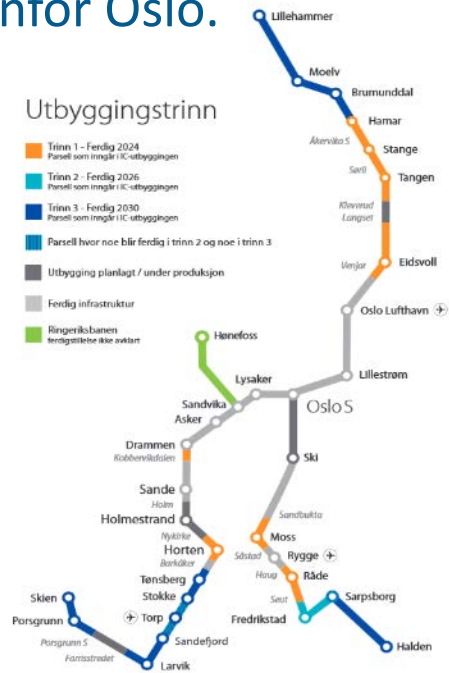 nfor Oslo.
Utbyggingstrinn
Trinn 1 - Ferdig 2024
Parsell som inngår i IC-utbyggingen
Trinn 2 - Ferdig 2026
Parsell som inngår i IC-utbyggingen
Trinn 3 - Ferdig 2030
Parsell som inngår i IC-utbyggingen
Parsell hvor noe blir ferdig i trinn 2 og noe i trinn 3
Utbygging planlagt / under produksjon
Ferdig infrastruktur
Ringeriksbanen
ferdigstillelse ikke avklart
Lillehammer
Moelv
Brumunddal
Hamar
Åkersvika S
Stange
Sørli
Tangen
Kleverud
Langset
Eidsvoll
Venjar
Oslo Lufthavn
Hønefoss
Lillestrøm
Lysaker
Sandvika
Oslo S
Asker
Drammen
Kobbervikdalen
Ski
Sande
Holm
Holmestrand
Nykirke
Horten
Barkåker
Tønsberg
Stokke
Torp
Sandefjord
Larvik
Skien
Porsgrunn
Porsgrunn S
Farrisstredet
Sandbukta
Moss
Såstad
Rygge
Haug
Råde
Seut
Sarpsborg
Fredrikstad
Halden